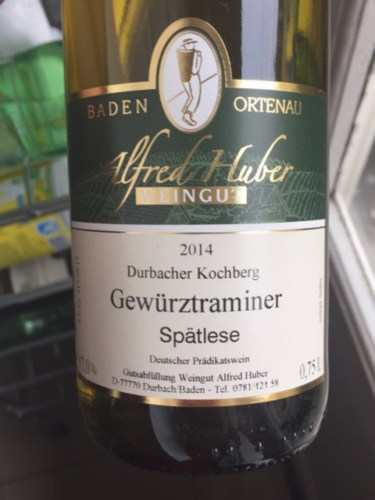 BADEN ORTENAU
Alfred Huber
WEINGUT
2014
Durbacher Kochberg
Gewürztraminer
Spätlese
Deutscher Prädikatswein
Gutsabfüllung Weingut Alfred Huber
D-77770 Durbach/Baden - Tel. 0781/424 58
0,75 L